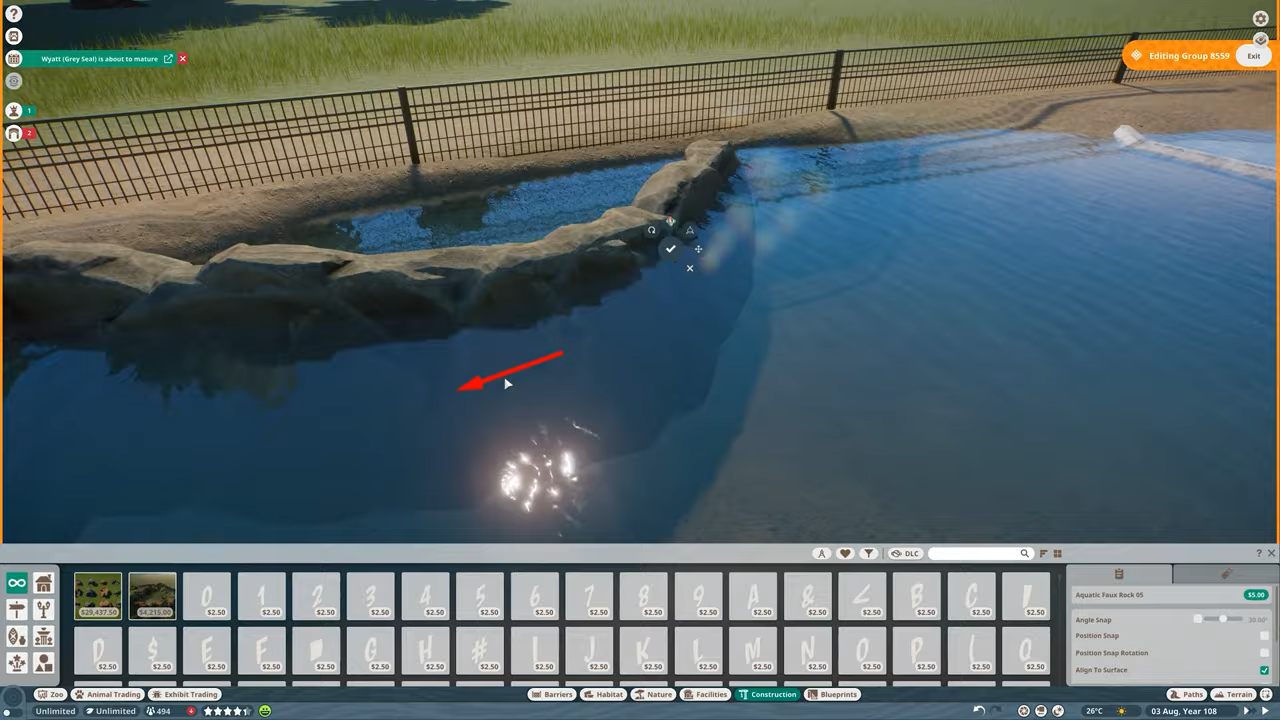 ?
Wyatt (Grey Seal) is about to mature
Editing Group 8559
Exit
1
2
DLC
?
$29,437.50
$4,215.00
0 1 2 3 4 5 6 7 8 9 A & B C
$2.50 $2.50 $2.50 $2.50 $2.50 $2.50 $2.50 $2.50 $2.50 $2.50 $2.50 $2.50 $2.50 $2.50 $2.50 $2.50
D $ E F G H # I J K L M N O P Q
$2.50 $2.50 $2.50 $2.50 $2.50 $2.50 $2.50 $2.50 $2.50 $2.50 $2.50 $2.50 $2.50 $2.50 $2.50 $2.50 $2.50 $2.50
Aquatic Faux Rock 05
$5.00
Angle Snap
Position Snap
Position Snap Rotation
Align To Surface
Zoo
Animal Trading
Exhibit Trading
Barriers
Habitat
Nature
Facilities
Construction
Blueprints
Paths
Terrain
Unlimited
Unlimited
494
26°C
03 Aug, Year 108